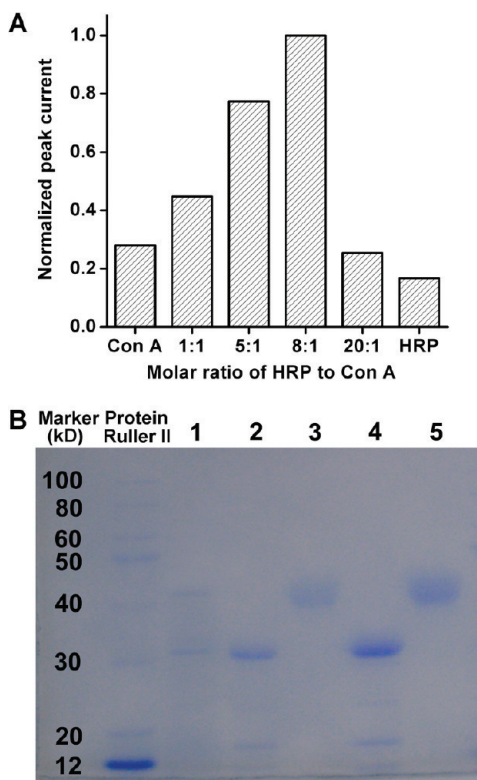 A
Normalized peak current
1.0
0.8
0.6
0.4
0.2
0.0
Con A 1:1 5:1 8:1 20:1 HRP
Molar ratio of HRP to Con A
B
Marker Protein 1 2 3 4 5
(kD) Ruller II
100
80
60
50
40
30
20
12